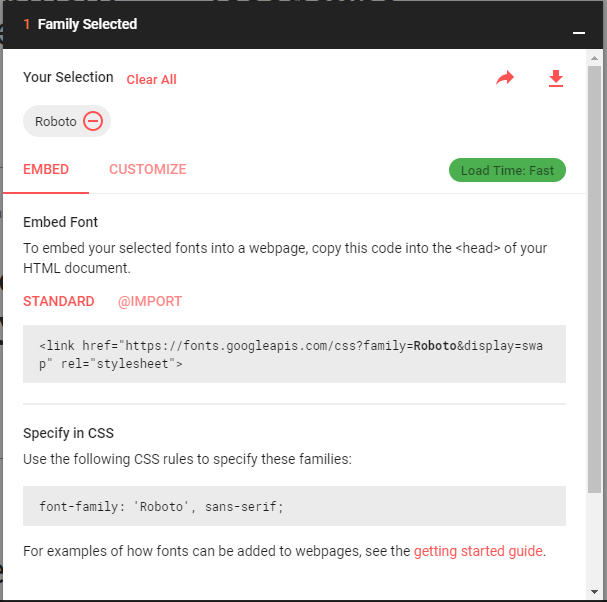 1 Family Selected
Your Selection Clear All
Roboto
EMBED CUSTOMIZE Load Time: Fast
Embed Font
To embed your selected fonts into a webpage, copy this code into the <head> of your
HTML document.
STANDARD @IMPORT
<link href="https://fonts.googleapis.com/css?family=Roboto&display=swa
p" rel="stylesheet">
Specify in CSS
Use the following CSS rules to specify these families:
font-family: 'Roboto', sans-serif;
For examples of how fonts can be added to webpages, see the getting started guide.